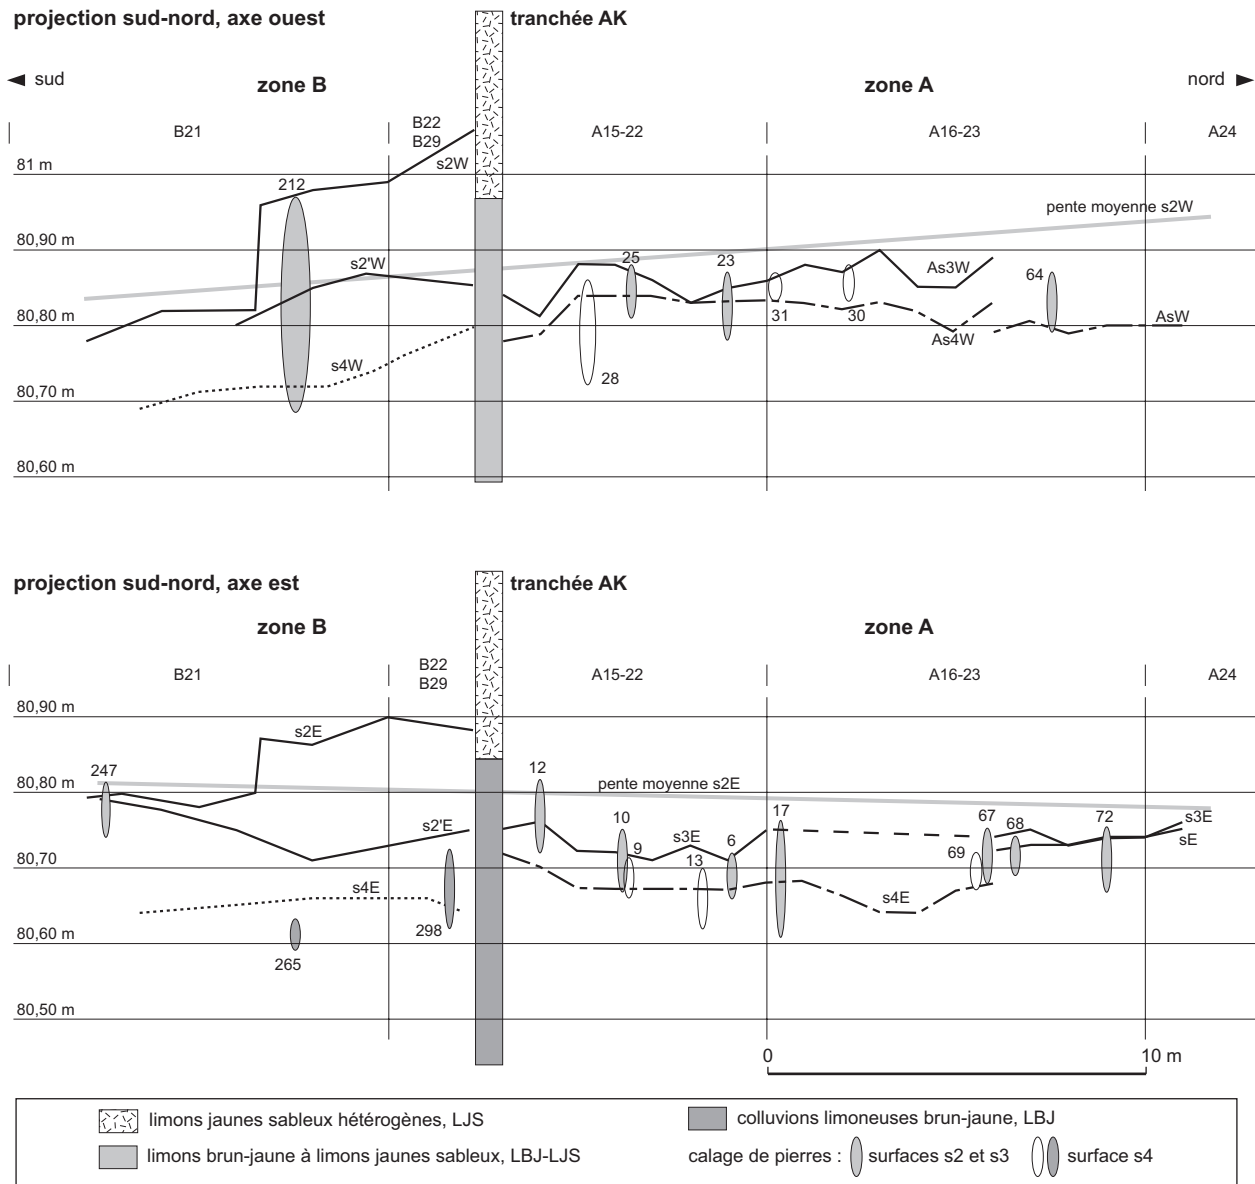 projection sud-nord, axe ouest
tranchée AK
◄ sud
zone B
zone A
nord ►
B21
B22
B29
A15-22
A16-23
A24
s2W
81 m
212
pente moyenne s2W
80,90 m
s2'W
25
23
As3W
64
80,80 m
31
30
As4W
AsW
s4W
28
80,70 m
80,60 m
projection sud-nord, axe est
tranchée AK
zone B
zone A
B21
B22
B29
A15-22
A16-23
A24
80,90 m
s2E
247
12
pente moyenne s2E
80,80 m
10
s3E
6
17
67
68
72
s3E
sE
s2'E
9
13
69
80,70 m
s4E
s4E
298
80,60 m
265
80,50 m
0
10 m
limons jaunes sableux hétérogènes, LJS
colluvions limoneuses brun-jaune, LBJ
limons brun-jaune à limons jaunes sableux, LBJ-LJS
calage de pierres : surfaces s2 et s3 surface s4